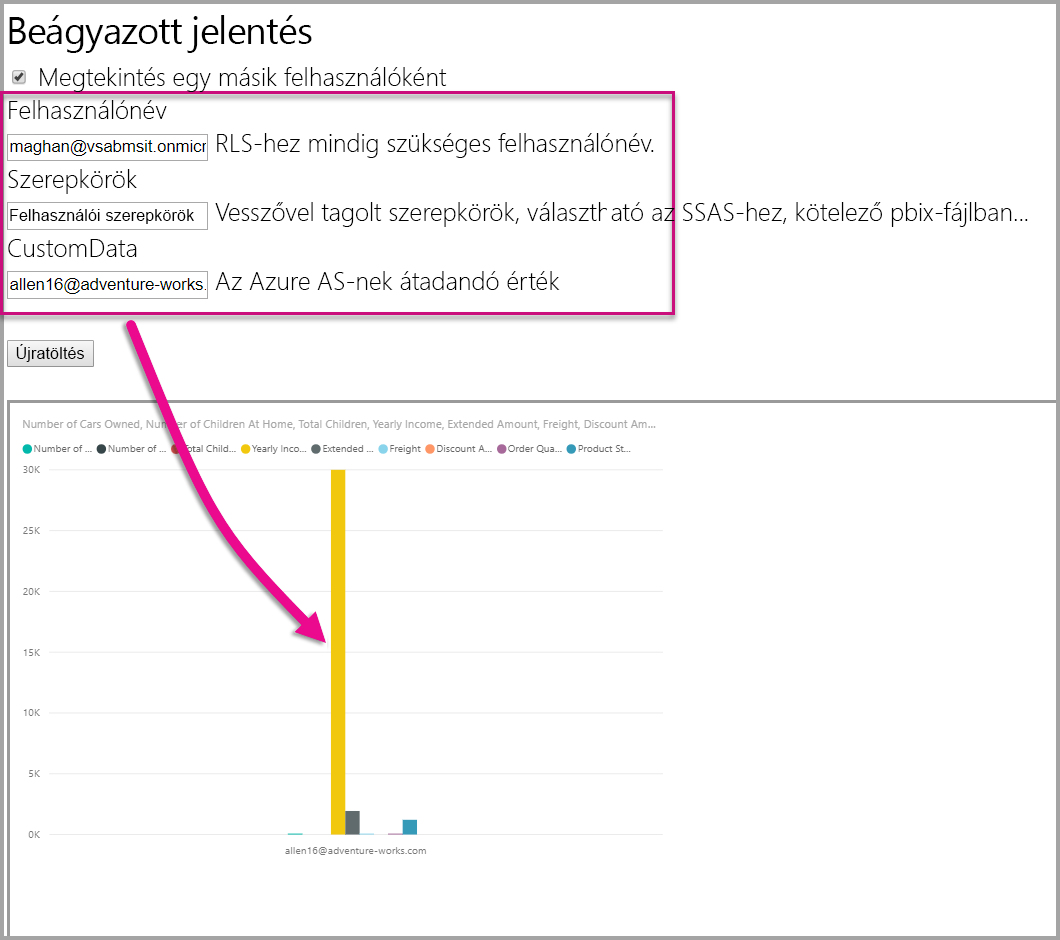 Beágyazott jelentés
Megtekintés egy másik felhasználóként
Felhasználónév
maghan@vsabmsit.onmicr RLS-hez mindig szükséges felhasználónév.
Szerepkörök
Felhasználói szerepkörök Vesszővel tagolt szerepkörök, választható az SSAS-hez, kötelező pbix-fájlban...
CustomData
allen16@adventure-works. Az Azure AS-nek átadandó érték
Újratöltés
Number of Cars Owned, Number of Children At Home, Total Children, Yearly Income, Extended Amount, Freight, Discount Am...
Number of ... Number of ... Total Child... Yearly Inco... Extended ... Freight Discount A... Order Qua... Product St...
30K
25K
20K
15K
10K
5K
0K
allen16@adventure-works.com